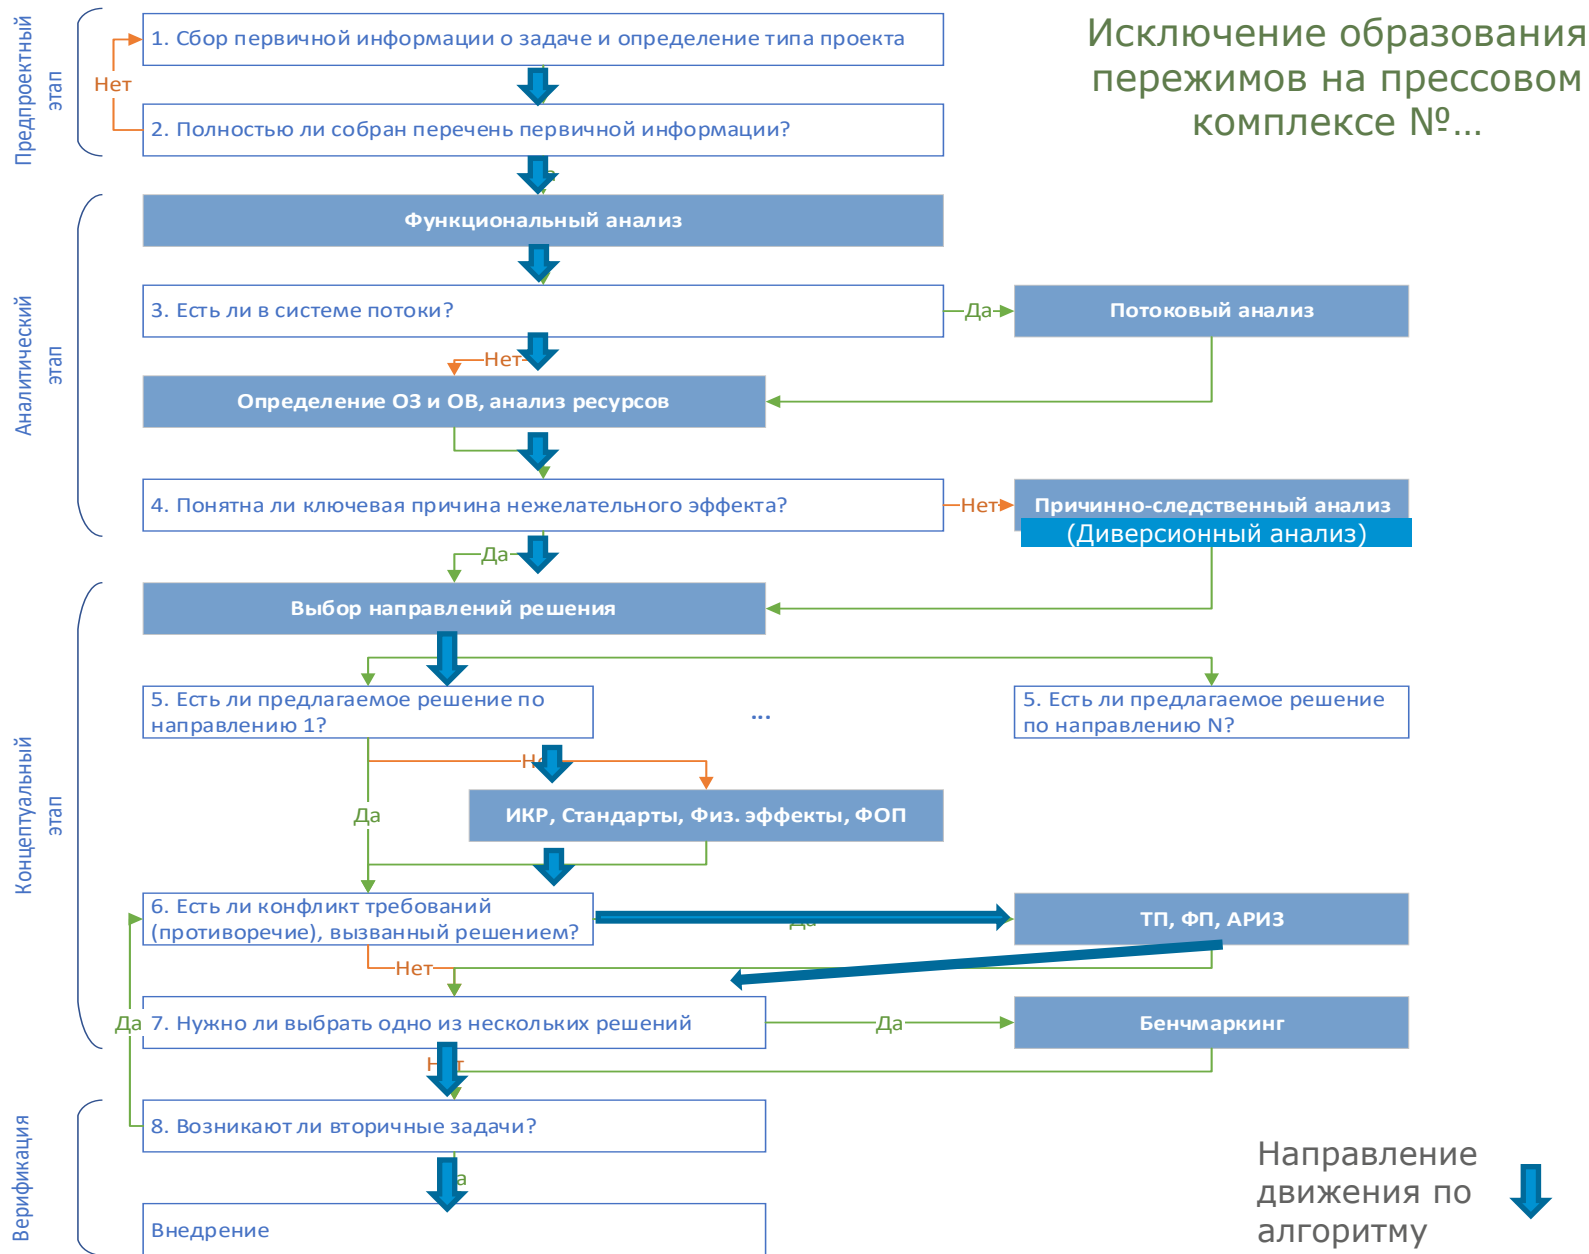 Исключение образования
пережимов на прессовом
комплексе №...
Предпроектный
этап
1. Сбор первичной информации о задаче и определение типа проекта
Нет
2. Полностью ли собран перечень первичной информации?
Аналитический
этап
Функциональный анализ
3. Есть ли в системе потоки?
Да
Потоковый анализ
Нет
Определение ОЗ и ОВ, анализ ресурсов
4. Понятна ли ключевая причина нежелательного эффекта?
Нет
Причинно-следственный анализ
(Диверсионный анализ)
Да
Концептуальный
этап
Выбор направлений решения
5. Есть ли предлагаемое решение по
направлению 1?
...
5. Есть ли предлагаемое решение
по направлению N?
Да
ИКР, Стандарты, Физ. эффекты, ФОП
6. Есть ли конфликт требований
(противоречие), вызванный решением?
Да
ТП, ФП, АРИЗ
Нет
Да
7. Нужно ли выбрать одно из нескольких решений
Да
Бенчмаркинг
Нет
Верификация
8. Возникают ли вторичные задачи?
Внедрение
Направление
движения по
алгоритму